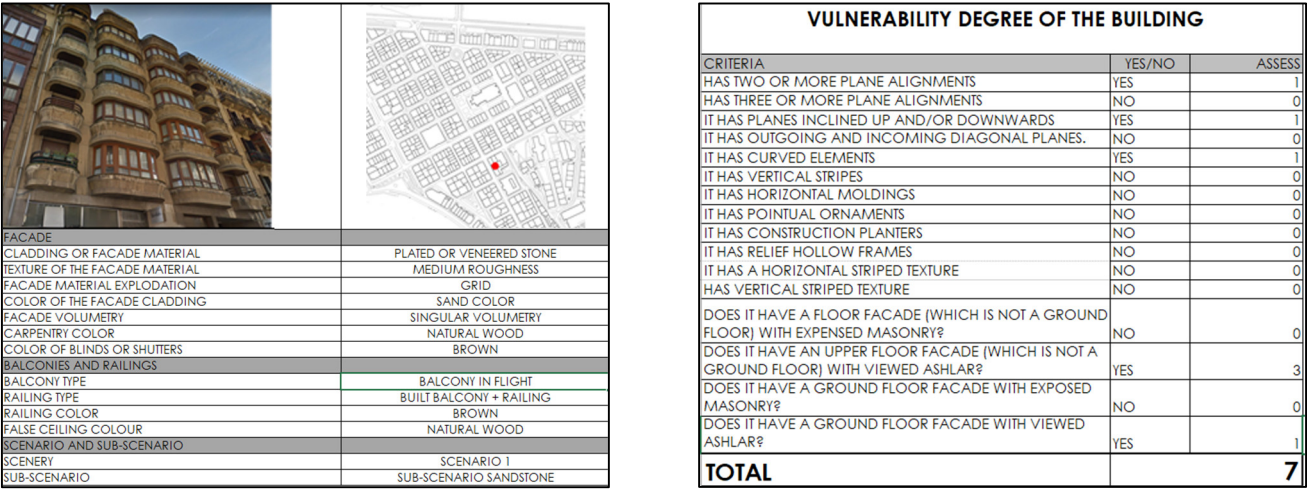 FACADE
CLADDING OR FACADE MATERIAL PLATED OR VENEERED STONE
TEXTURE OF THE FACADE MATERIAL MEDIUM ROUGHNESS
FACADE MATERIAL EXPLODATION GRID
COLOR OF THE FACADE CLADDING SAND COLOR
FACADE VOLUMETRY SINGULAR VOLUMETRY
CARPENTRY COLOR NATURAL WOOD
COLOR OF BLINDS OR SHUTTERS BROWN
BALCONIES AND RAILINGS
BALCONY TYPE BALCONY IN FLIGHT
RAILING TYPE BUILT BALCONY + RAILING
RAILING COLOR BROWN
FALSE CEILING COLOUR NATURAL WOOD
SCENARIO AND SUB-SCENARIO
SCENERY SCENARIO 1
SUB-SCENARIO SUB-SCENARIO SANDSTONE
VULNERABILITY DEGREE OF THE BUILDING
CRITERIA YES/NO ASSESS
HAS TWO OR MORE PLANE ALIGNMENTS YES 1
HAS THREE OR MORE PLANE ALIGNMENTS NO 0
IT HAS PLANES INCLINED UP AND/OR DOWNWARDS YES 1
IT HAS OUTGOING AND INCOMING DIAGONAL PLANES. NO 0
IT HAS CURVED ELEMENTS YES 1
IT HAS VERTICAL STRIPES NO 0
IT HAS HORIZONTAL MOLDINGS NO 0
IT HAS POINTUAL ORNAMENTS NO 0
IT HAS CONSTRUCTION PLANTERS NO 0
IT HAS RELIEF HOLLOW FRAMES NO 0
IT HAS A HORIZONTAL STRIPED TEXTURE NO 0
HAS VERTICAL STRIPED TEXTURE NO 0
DOES IT HAVE A FLOOR FACADE (WHICH IS NOT A GROUND
FLOOR) WITH EXPENSED MASONRY? NO 0
DOES IT HAVE AN UPPER FLOOR FACADE (WHICH IS NOT A
GROUND FLOOR) WITH VIEWED ASHLAR? YES 3
DOES IT HAVE A GROUND FLOOR FACADE WITH EXPOSED
MASONRY? NO 0
DOES IT HAVE A GROUND FLOOR FACADE WITH VIEWED
ASHLAR? YES 1
TOTAL 7